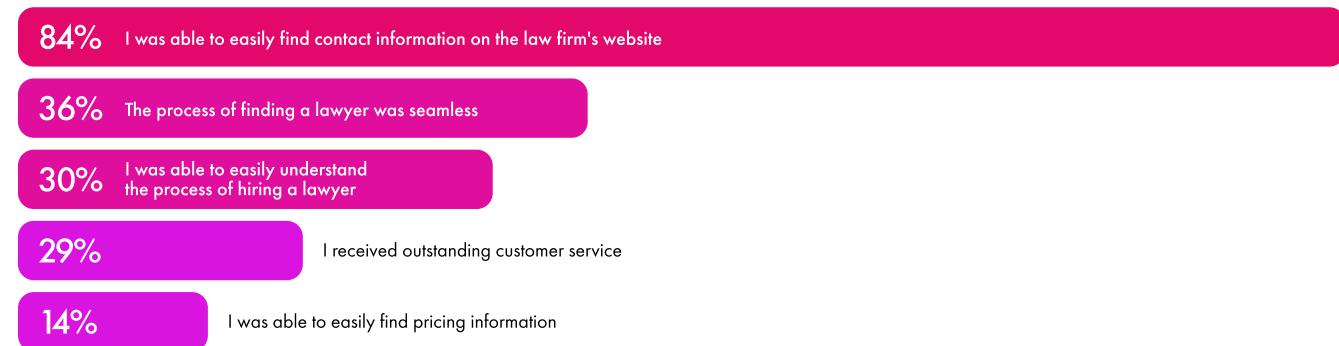 84% I was able to easily find contact information on the law firm's website
36% The process of finding a lawyer was seamless
30% I was able to easily understand
the process of hiring a lawyer
29% I received outstanding customer service
14% I was able to easily find pricing information